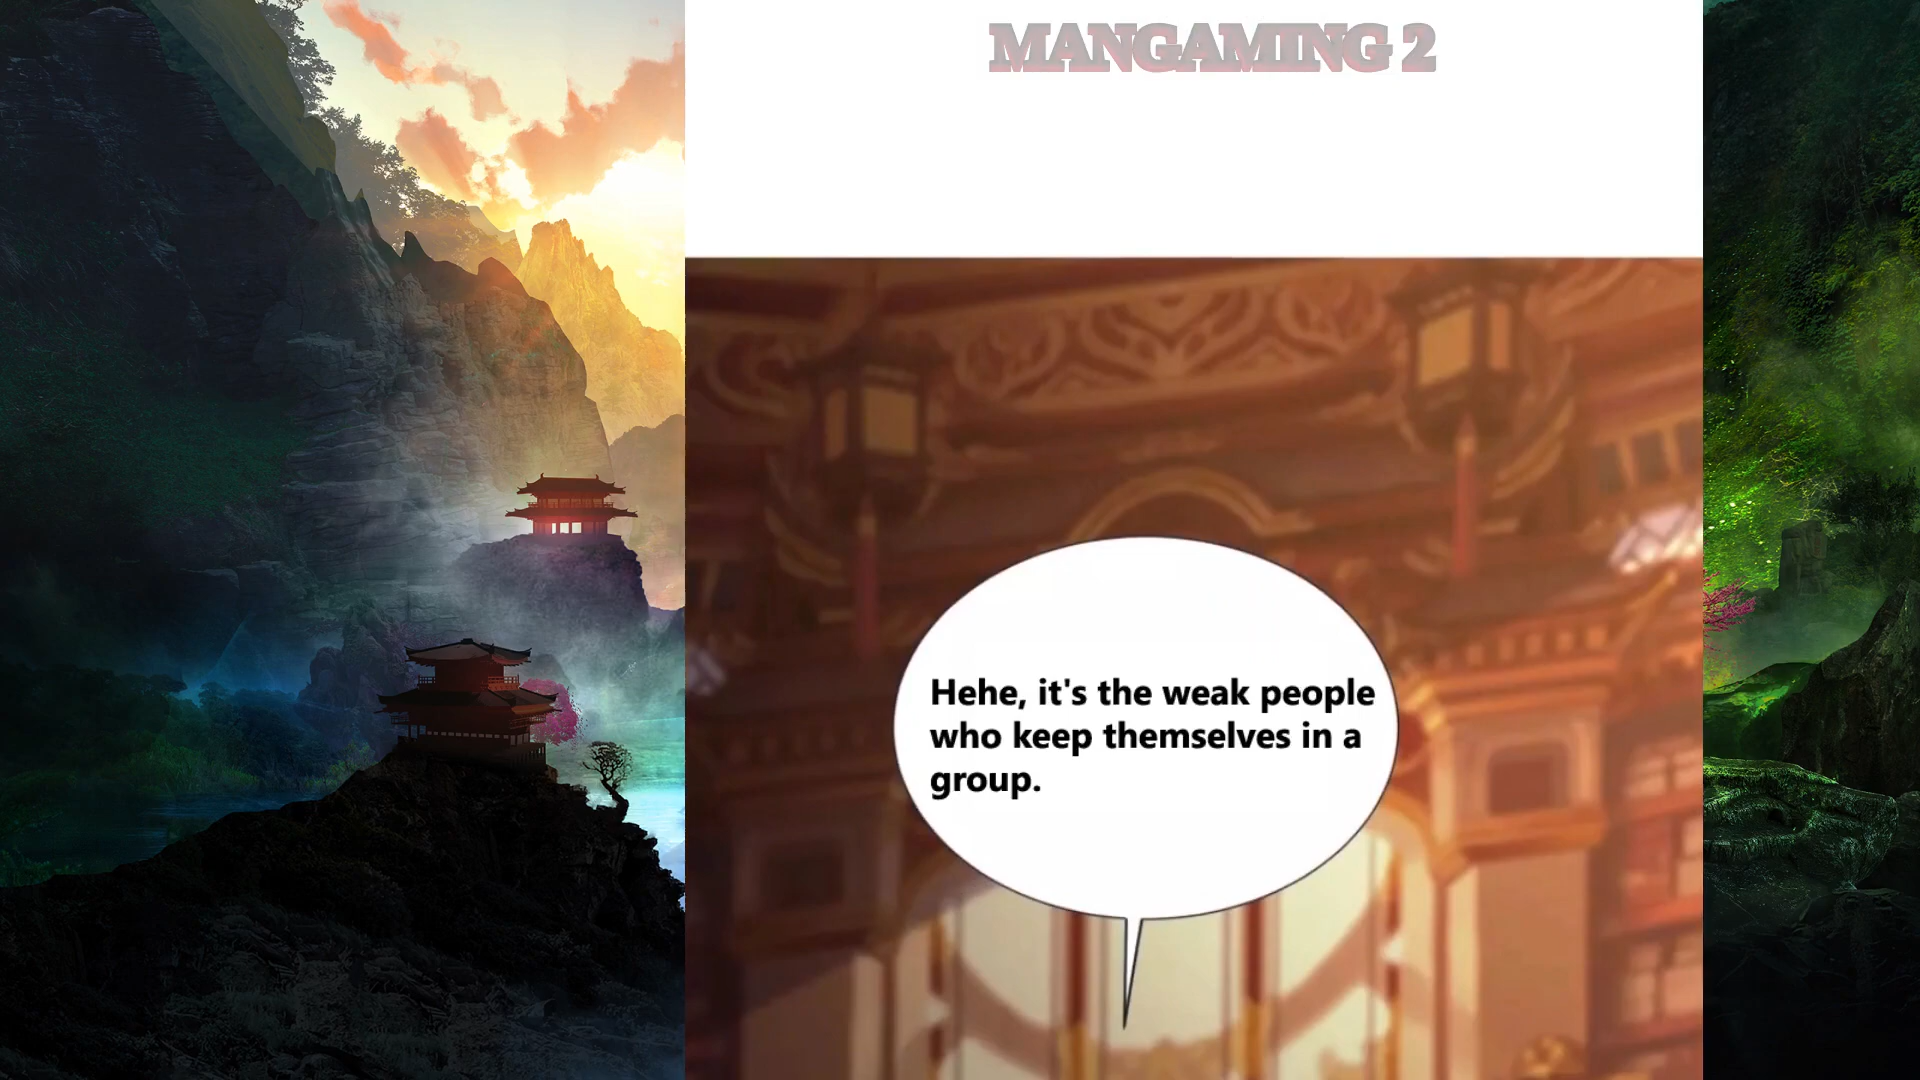 MANGAMING 2
Hehe, it's the weak people
who keep themselves in a
group.